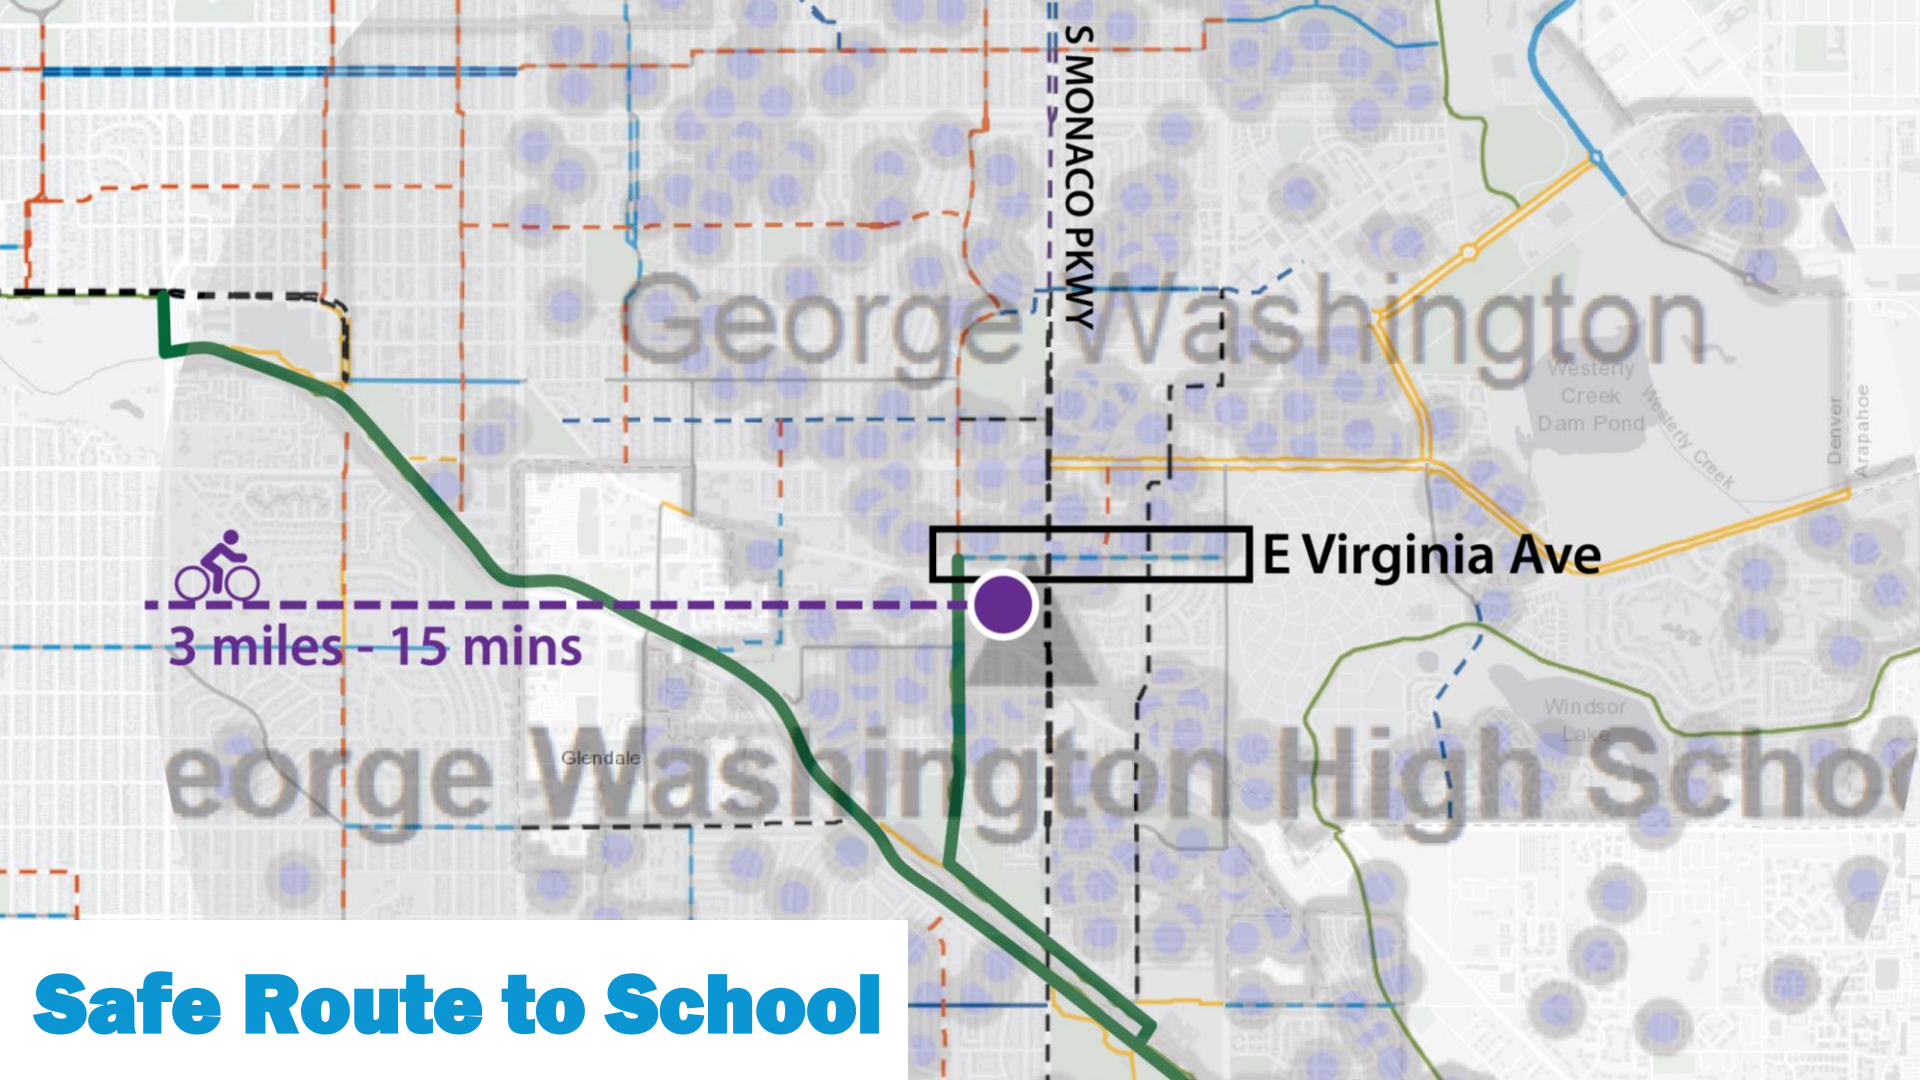 S MONACO PKWY
George Washington
Westerly
Creek
Dam Pond
Westerly Creek
Denver
Arapahoe
E Virginia Ave
3 miles - 15 mins
Windsor
Lake
Glendale
eorge Washington High Schoo
Safe Route to School